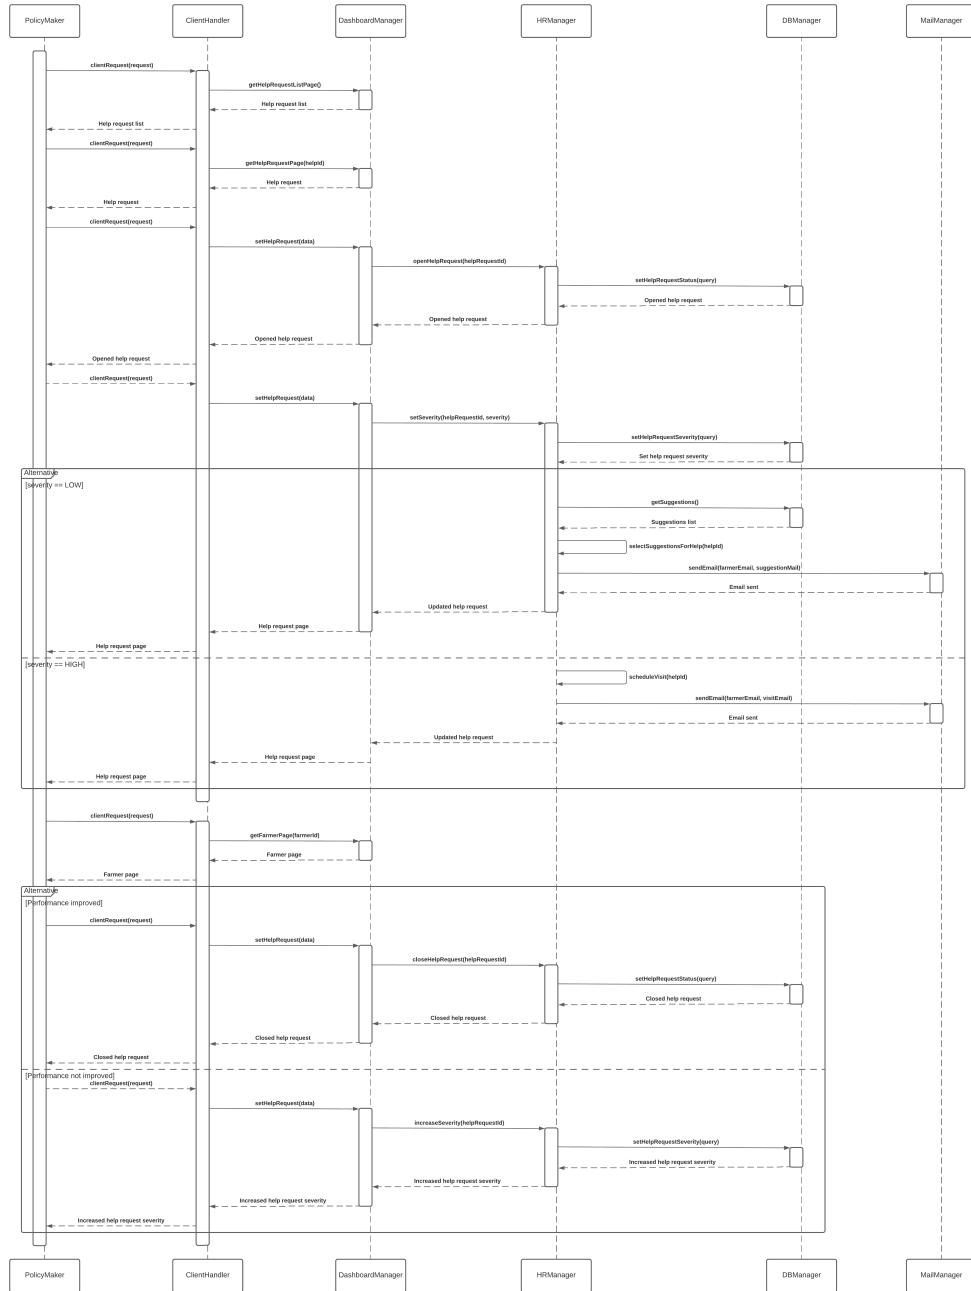 PolicyMaker
ClientHandler
DashboardManager
HRManager
DBManager
MailManager
clientRequest(request)
getHelpRequestListPage()
Help request list
Help request list
clientRequest(request)
getHelpRequestPage(helpId)
Help request
Help request
clientRequest(request)
setHelpRequest(data)
openHelpRequest(helpRequestId)
setHelpRequestStatus(query)
Opened help request
Opened help request
Opened help request
Opened help request
clientRequest(request)
setHelpRequest(data)
setSeverity(helpRequestId, severity)
setHelpRequestSeverity(query)
Set help request severity
Alternative
[severity == LOW]
getSuggestions()
Suggestions list
selectSuggestionsForHelp(helpId)
sendEmail(farmerEmail, suggestionMail)
Email sent
Updated help request
Help request page
Help request page
[severity == HIGH]
scheduleVisit(helpId)
sendEmail(farmerEmail, visitEmail)
Email sent
Updated help request
Help request page
Help request page
clientRequest(request)
getFarmerPage(farmerId)
Farmer page
Farmer page
Alternative
[Performance improved]
clientRequest(request)
setHelpRequest(data)
closeHelpRequest(helpRequestId)
setHelpRequestStatus(query)
Closed help request
Closed help request
Closed help request
Closed help request
[Performance not improved]
clientRequest(request)
setHelpRequest(data)
increaseSeverity(helpRequestId)
setHelpRequestSeverity(query)
Increased help request severity
Increased help request severity
Increased help request severity
Increased help request severity
PolicyMaker
ClientHandler
DashboardManager
HRManager
DBManager
MailManager